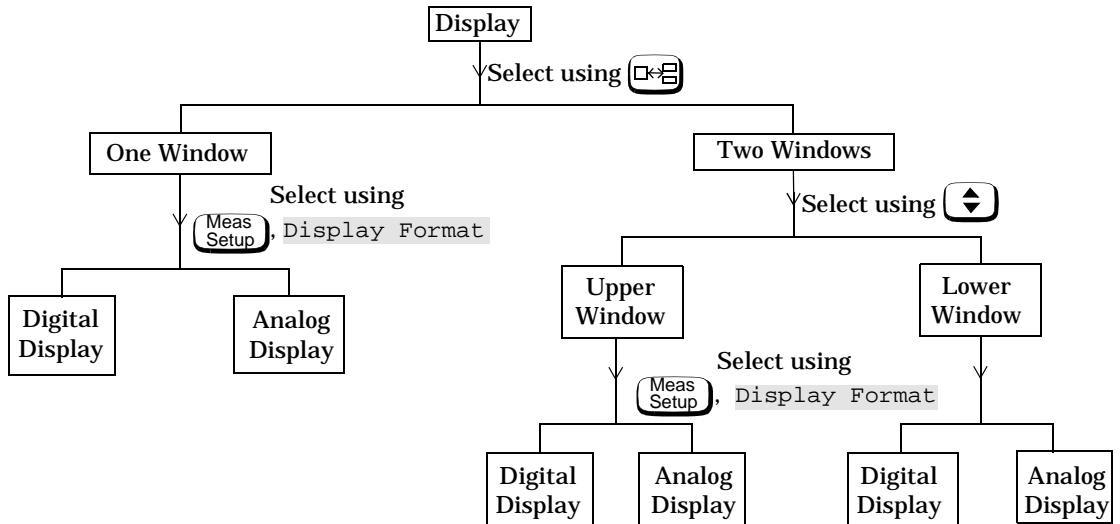 Display
Select using
One Window
Two Windows
Select using
Meas
Setup, Display Format
Select using
Upper
Window
Lower
Window
Digital
Display
Analog
Display
Select using
Meas
Setup, Display Format
Digital
Display
Analog
Display
Digital
Display
Analog
Display